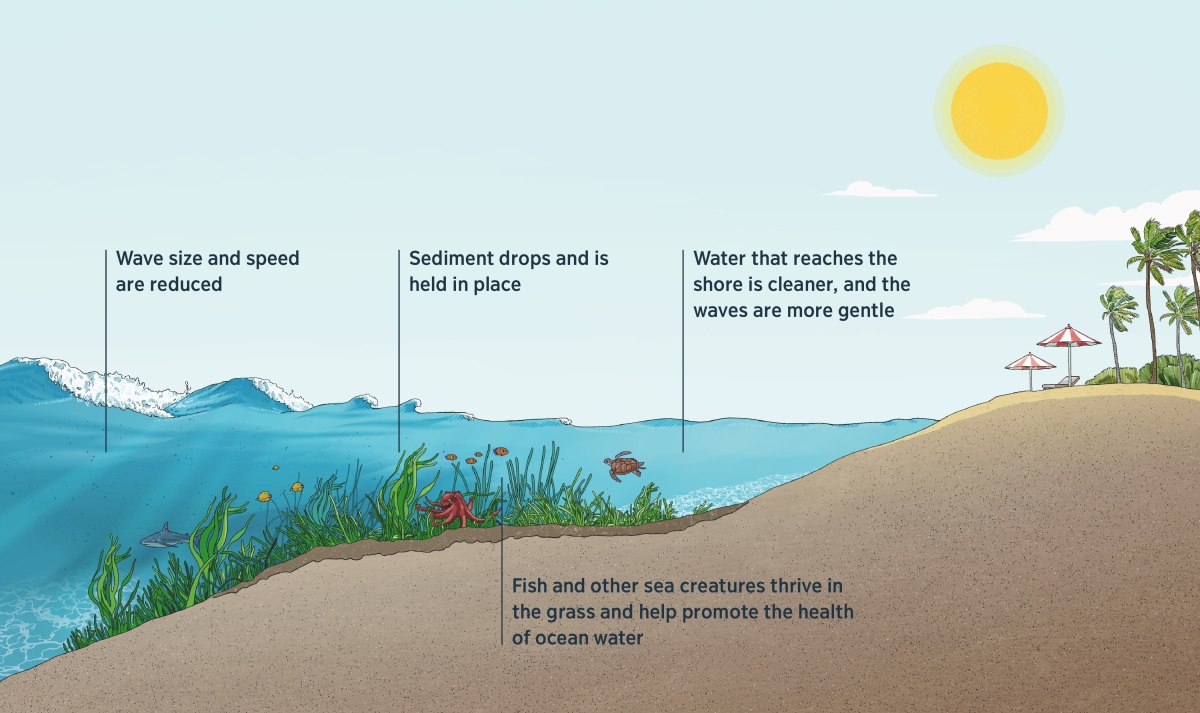 Wave size and speed
are reduced
Sediment drops and is
held in place
Water that reaches the
shore is cleaner, and the
waves are more gentle
Fish and other sea creatures thrive in
the grass and help promote the health
of ocean water